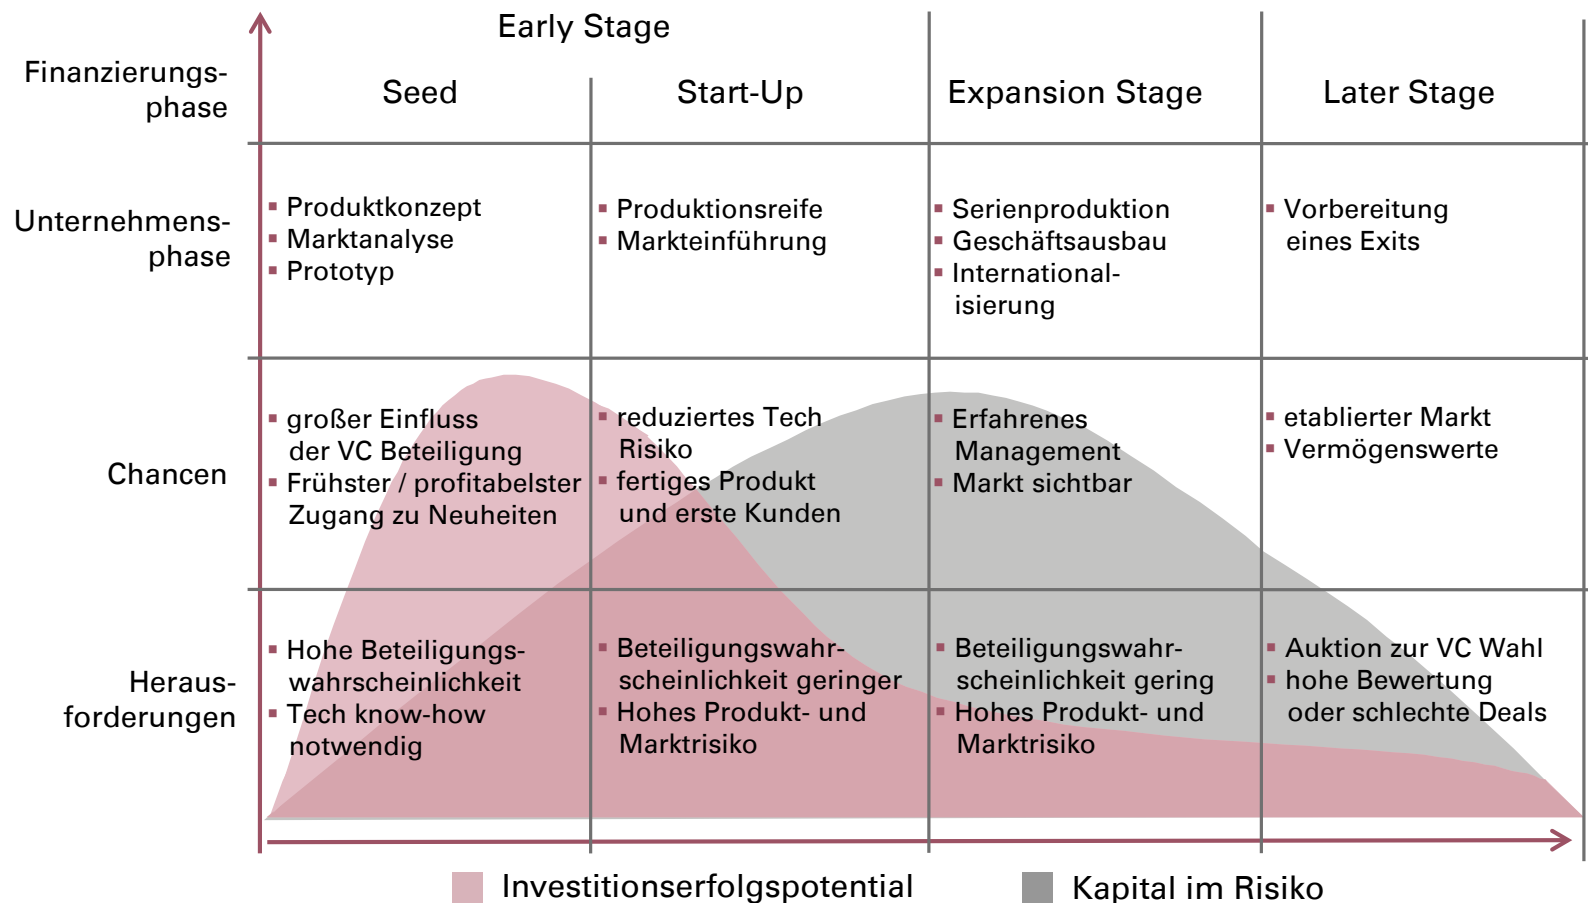 Early Stage
Finanzierungs-
phase
Seed
Start-Up
Expansion Stage
Later Stage
Unternehmens-
phase
▪ Produktkonzept
▪ Marktanalyse
▪ Prototyp
▪ Produktionsreife
▪ Markteinführung
▪ Serienproduktion
▪ Geschäftsausbau
▪ International-
isierung
▪ Vorbereitung
eines Exits
Chancen
▪ großer Einfluss
der VC Beteiligung
▪ Frühster / profitabelster
Zugang zu Neuheiten
▪ reduziertes Tech
Risiko
▪ fertiges Produkt
und erste Kunden
▪ Erfahrenes
Management
▪ Markt sichtbar
▪ etablierter Markt
▪ Vermögenswerte
Heraus-
forderungen
▪ Hohe Beteiligungs-
wahrscheinlichkeit
▪ Tech know-how
notwendig
▪ Beteiligungswahr-
scheinlichkeit geringer
▪ Hohes Produkt- und
Marktrisiko
▪ Beteiligungswahr-
scheinlichkeit gering
▪ Hohes Produkt- und
Marktrisiko
▪ Auktion zur VC Wahl
▪ hohe Bewertung
oder schlechte Deals
Investitionserfolgspotential
Kapital im Risiko